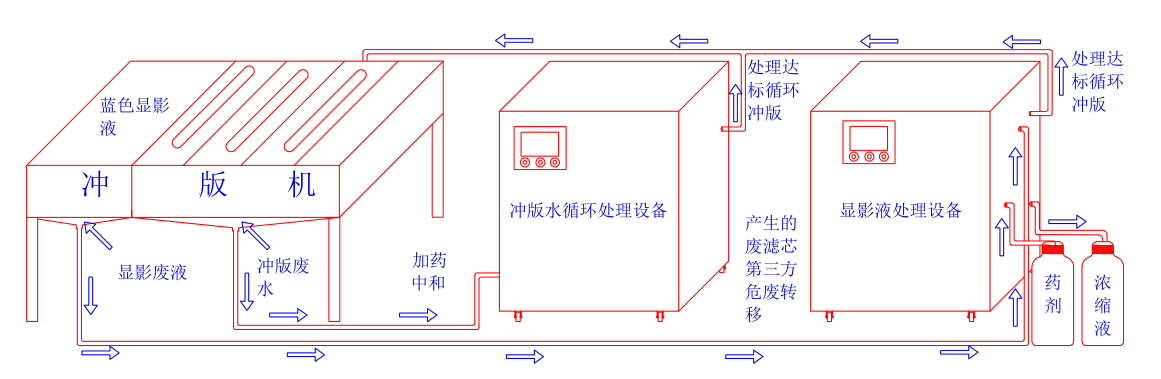 蓝色显影
液
冲 版 机
显影废液
冲版废
水
加药
中和
冲版水循环处理设备
处理达
标循环
冲版
产生的
废滤芯
第三方
危废转
移
显影液处理设备
处理达
标循环
冲版
药
剂
浓
缩
液